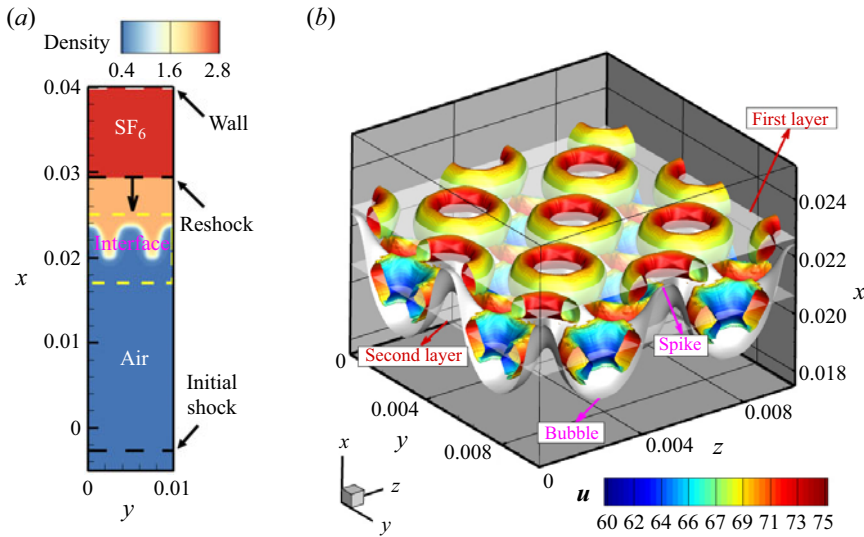 (a)
Density
0.4 1.6 2.8
0.04
SF6
Wall
0.03
Reshock
Interface
0.02
x
0.01
Air
Initial
shock
0
0 0.01
y
(b)
First layer
0.024
0.022
x
0.020
0.018
Spike
Second layer
Bubble
0
0.004
y
0.008
0
0.004
z
0.008
x
z
y
u
60 62 64 66 67 69 71 73 75